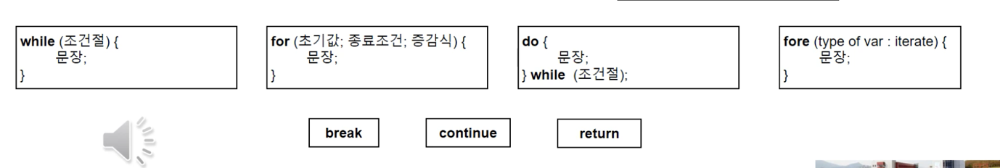 while (조건절) {
문장;
}
for (초기값; 종료조건; 증감식) {
문장;
}
do {
문장;
} while (조건절);
fore (type of var : iterate) {
문장;
}
break
continue
return